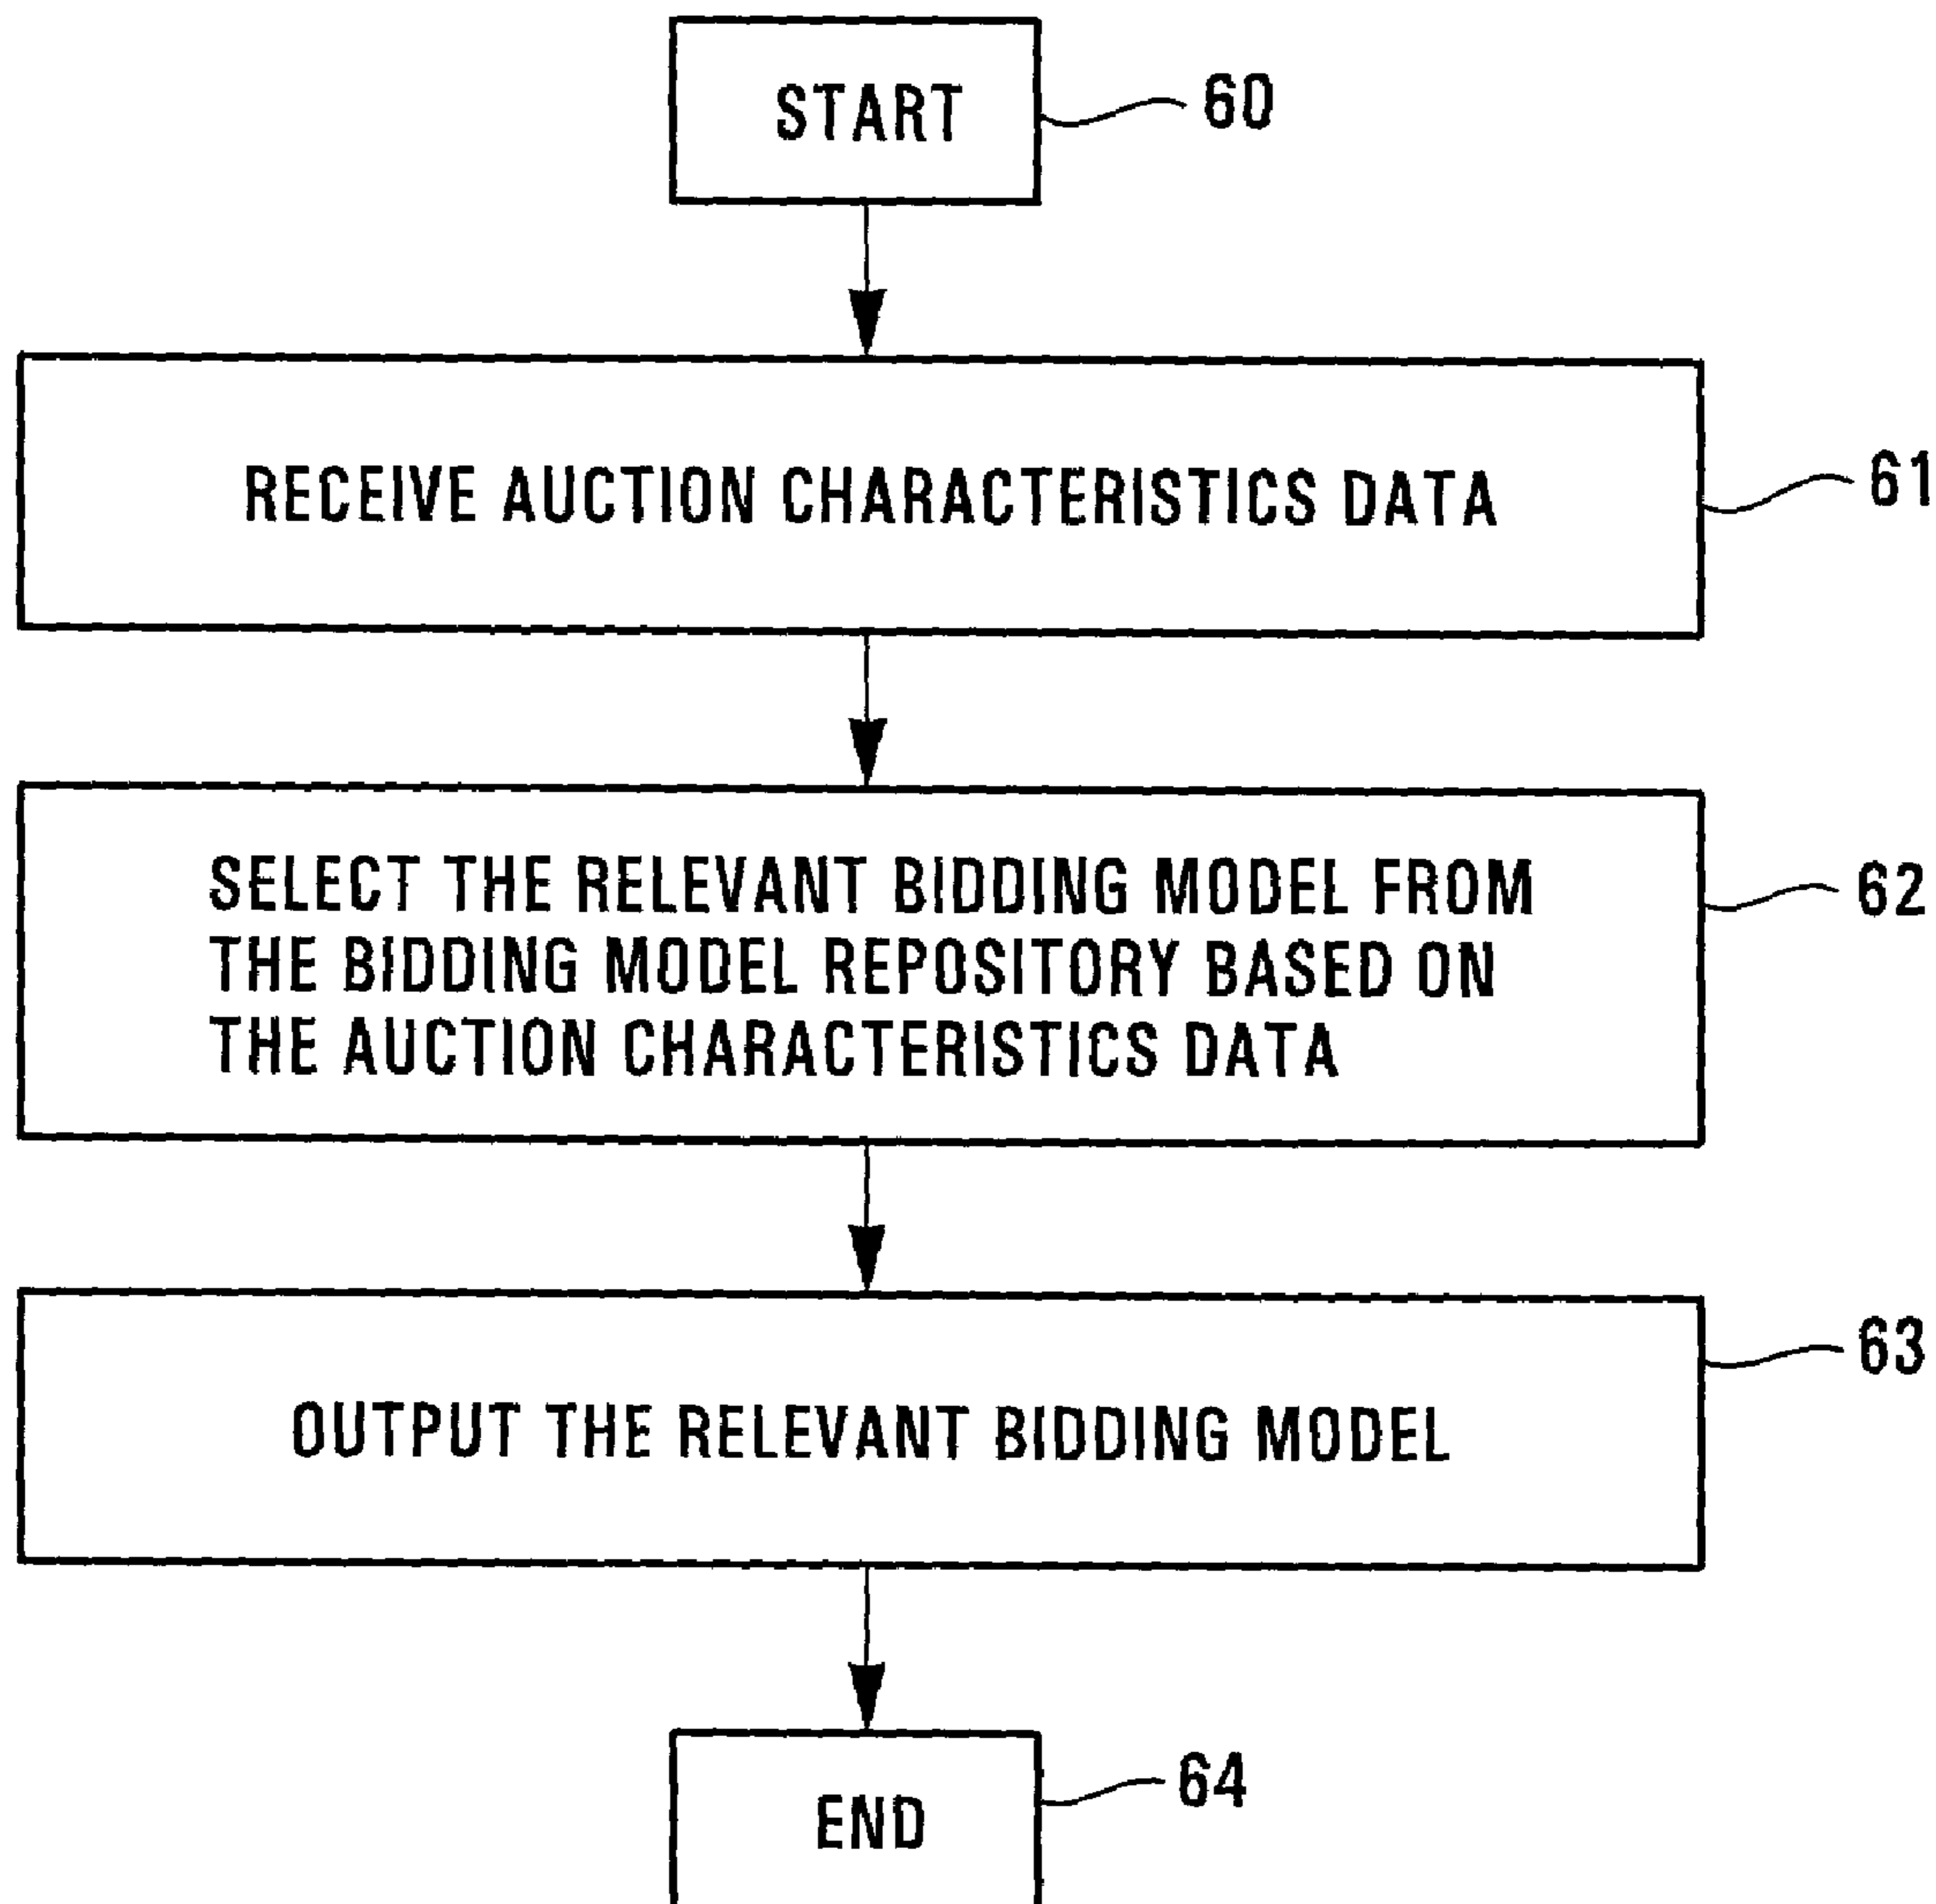 START
60
RECEIVE AUCTION CHARACTERISTICS DATA
61
SELECT THE RELEVANT BIDDING MODEL FROM
THE BIDDING MODEL REPOSITORY BASED ON
THE AUCTION CHARACTERISTICS DATA
62
OUTPUT THE RELEVANT BIDDING MODEL
63
END
64